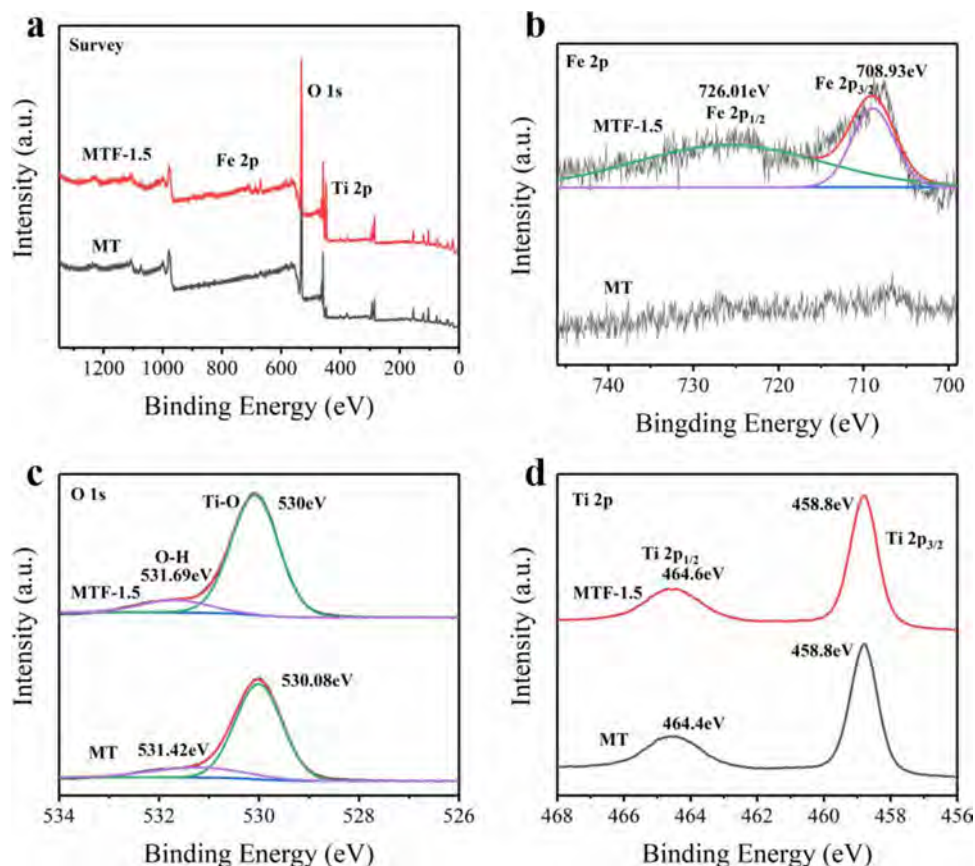 a
Survey
O 1s
Fe 2p
Ti 2p
MT
Intensity (a.u.)
1200 1000 800 600 400 200 0
Binding Energy (eV)
b
Fe 2p
708.93eV
Fe 2p3/2
726.01eV
Fe 2p1/2
MTF-1.5
MT
Intensity (a.u.)
740 730 720 710 700
Bingding Energy (eV)
c
O 1s
Ti-O
530eV
O-H
531.69eV
MTF-1.5
530.08eV
531.42eV
MT
Intensity (a.u.)
534 532 530 528 526
Binding Energy (eV)
d
Ti 2p
458.8eV
Ti 2p3/2
Ti 2p1/2
464.6eV
MTF-1.5
458.8eV
464.4eV
MT
Intensity (a.u.)
468 466 464 462 460 458 456
Binding Energy (eV)
MTF-1.5